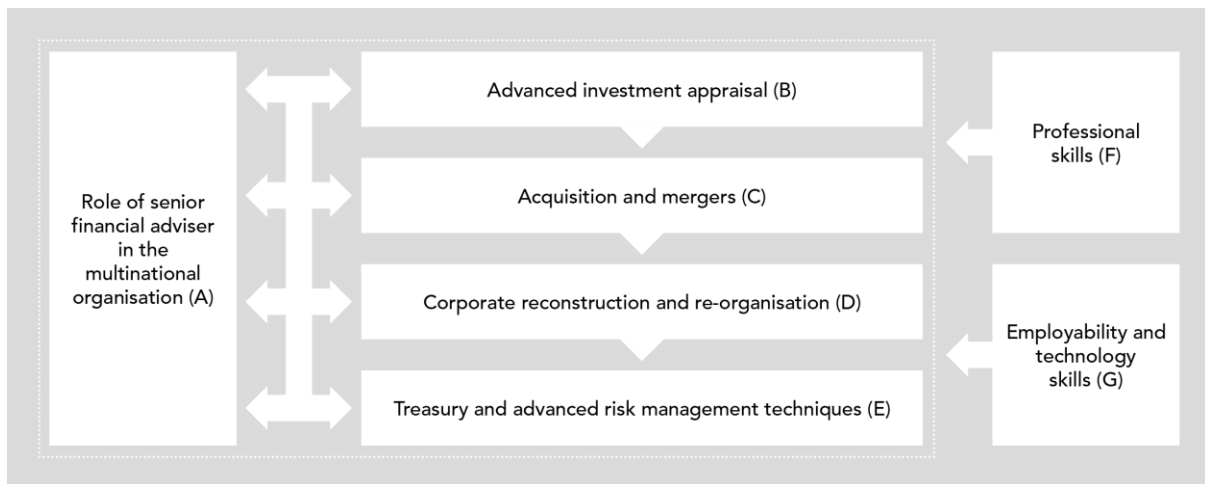 Role of senior
financial adviser
in the
multinational
organisation (A)
Advanced investment appraisal (B)
Acquisition and mergers (C)
Corporate reconstruction and re-organisation (D)
Treasury and advanced risk management techniques (E)
Professional
skills (F)
Employability and
technology
skills (G)